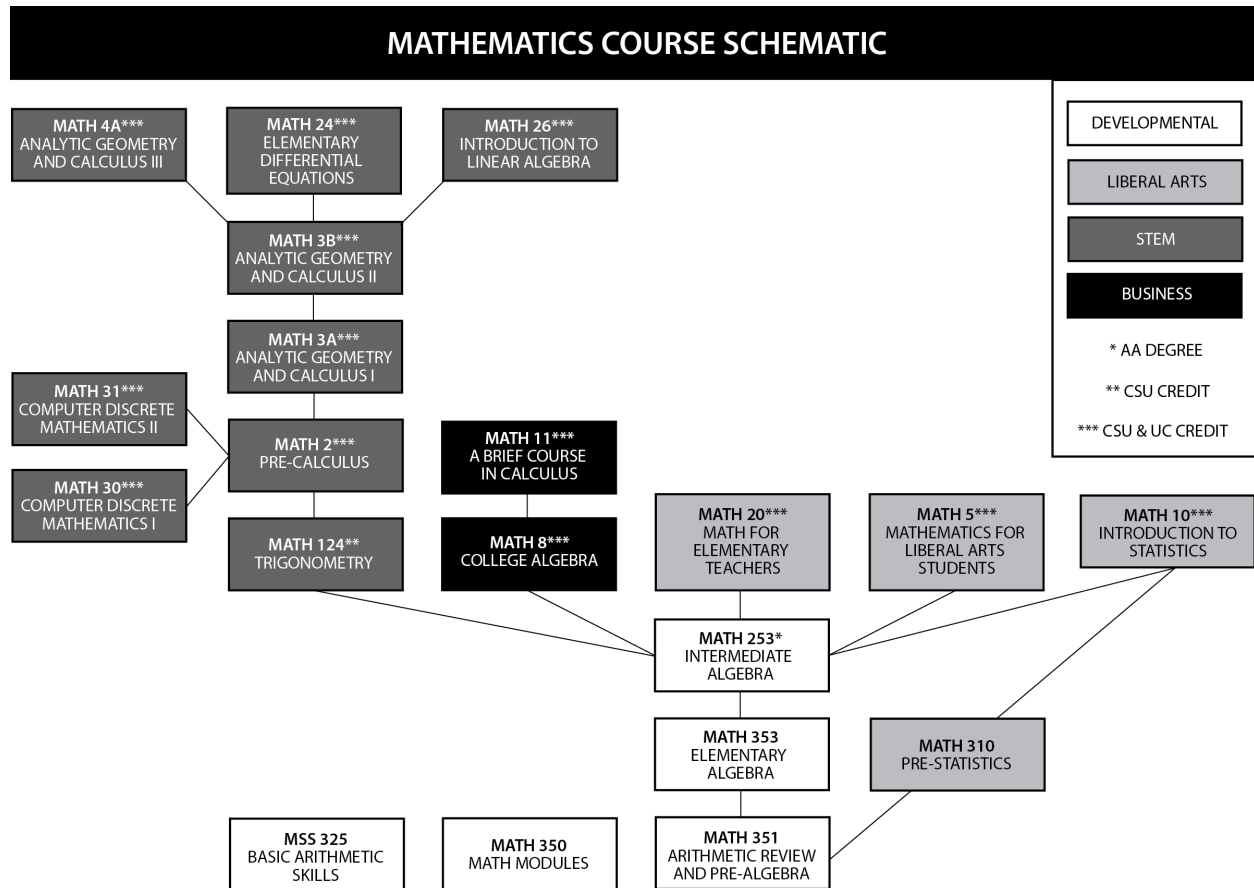 MATHEMATICS COURSE SCHEMATIC
MATH 4A***
ANALYTIC GEOMETRY
AND CALCULUS III
MATH 24***
ELEMENTARY
DIFFERENTIAL
EQUATIONS
MATH 26***
INTRODUCTION TO
LINEAR ALGEBRA
DEVELOPMENTAL
LIBERAL ARTS
STEM
BUSINESS
* AA DEGREE
** CSU CREDIT
*** CSU & UC CREDIT
MATH 3B***
ANALYTIC GEOMETRY
AND CALCULUS II
MATH 3A***
ANALYTIC GEOMETRY
AND CALCULUS I
MATH 31***
COMPUTER DISCRETE
MATHEMATICS II
MATH 2***
PRE-CALCULUS
MATH 11***
A BRIEF COURSE
IN CALCULUS
MATH 30***
COMPUTER DISCRETE
MATHEMATICS I
MATH 124**
TRIGONOMETRY
MATH 8***
COLLEGE ALGEBRA
MATH 20***
MATH FOR
ELEMENTARY
TEACHERS
MATH 5***
MATHEMATICS FOR
LIBERAL ARTS
STUDENTS
MATH 10***
INTRODUCTION TO
STATISTICS
MATH 253*
INTERMEDIATE
ALGEBRA
MATH 353
ELEMENTARY
ALGEBRA
MATH 310
PRE-STATISTICS
MSS 325
BASIC ARITHMETIC
SKILLS
MATH 350
MATH MODULES
MATH 351
ARITHMETIC REVIEW
AND PRE-ALGEBRA